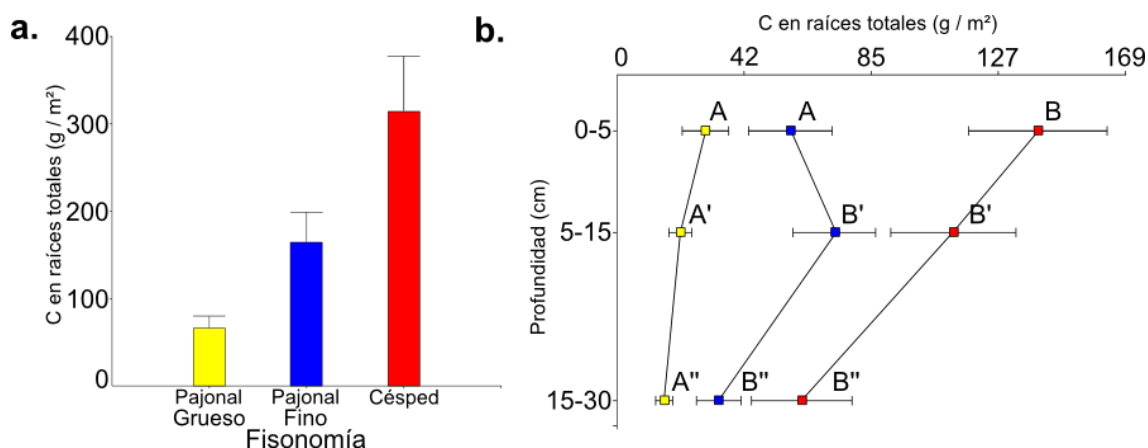 a.
C en raíces totales (g / m²)
400
300
200
100
0
Pajonal Grueso
Pajonal Fino
Césped
Fisonomía
b.
C en raíces totales (g / m²)
0 42 85 127 169
Profundidad (cm)
0-5
A A B
5-15
A' B' B'
15-30
A" B" B"